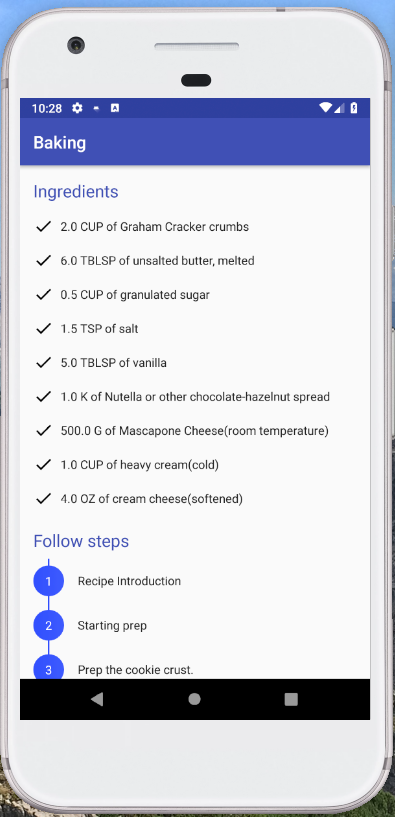 10:28
Baking
Ingredients
2.0 CUP of Graham Cracker crumbs
6.0 TBLSP of unsalted butter, melted
0.5 CUP of granulated sugar
1.5 TSP of salt
5.0 TBLSP of vanilla
1.0 K of Nutella or other chocolate-hazelnut spread
500.0 G of Mascapone Cheese(room temperature)
1.0 CUP of heavy cream(cold)
4.0 OZ of cream cheese(softened)
Follow steps
1 Recipe Introduction
2 Starting prep
3 Prep the cookie crust.